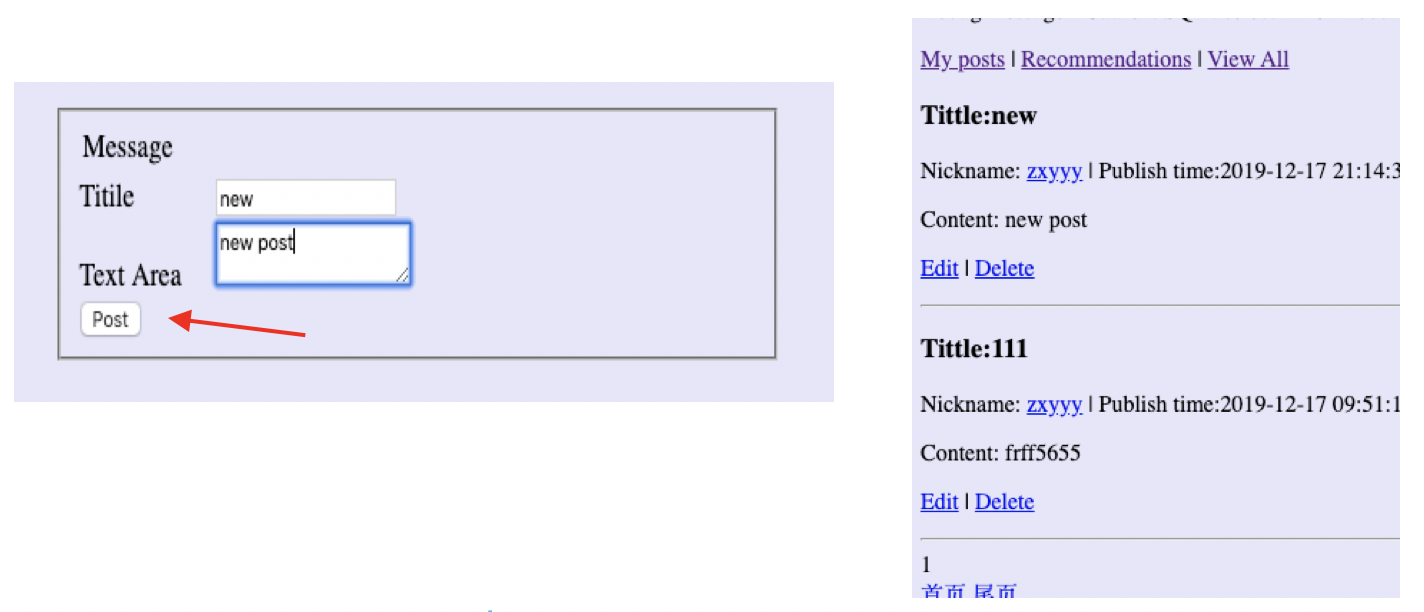 Message
Titile new
new post
Text Area
Post
My posts | Recommendations | View All
Tittle:new
Nickname: zxyyy | Publish time:2019-12-17 21:14:3
Content: new post
Edit | Delete
Tittle:111
Nickname: zxyyy | Publish time:2019-12-17 09:51:1
Content: frff5655
Edit | Delete
1
首页 尾页